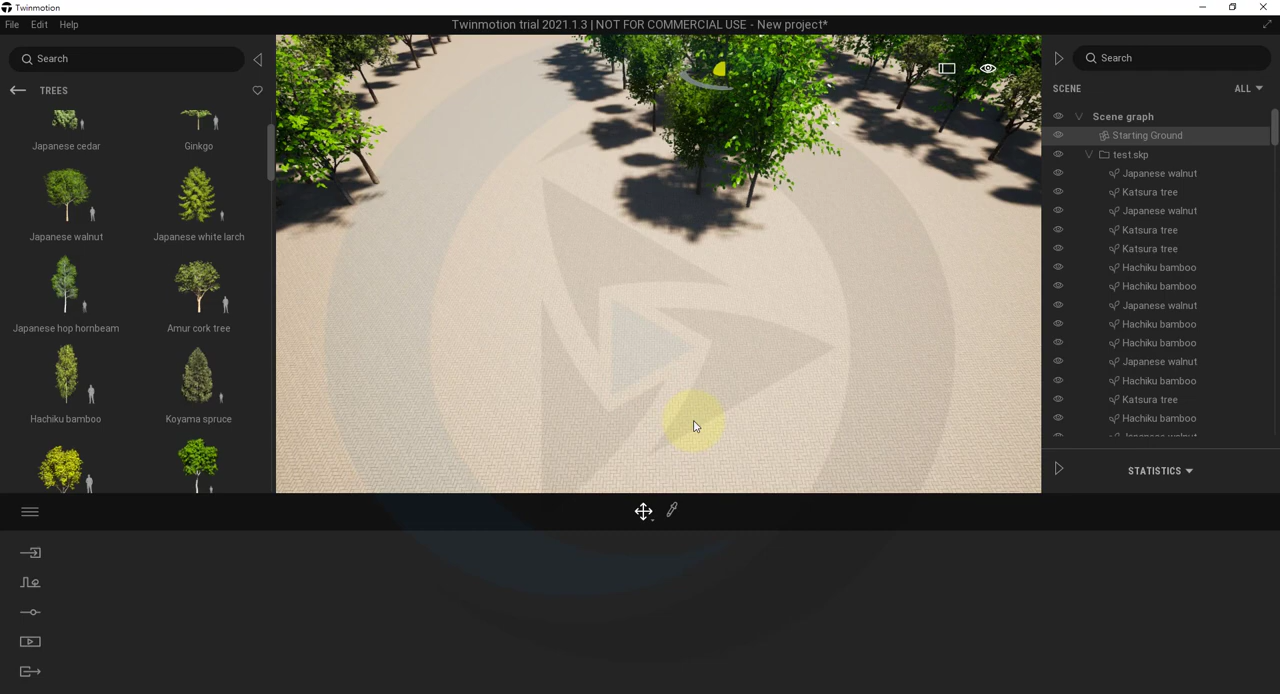 Twinmotion
File Edit Help
Twinmotion trial 2021.1.3 | NOT FOR COMMERCIAL USE - New project*
Search
TREES
Japanese cedar
Ginkgo
Japanese walnut
Japanese white larch
Japanese hop hornbeam
Amur cork tree
Hachiku bamboo
Koyama spruce
Search
SCENE
ALL
Scene graph
Starting Ground
test.skp
Japanese walnut
Katsura tree
Japanese walnut
Katsura tree
Katsura tree
Hachiku bamboo
Hachiku bamboo
Japanese walnut
Hachiku bamboo
Hachiku bamboo
Japanese walnut
Hachiku bamboo
Katsura tree
Hachiku bamboo
Japanese walnut
STATISTICS